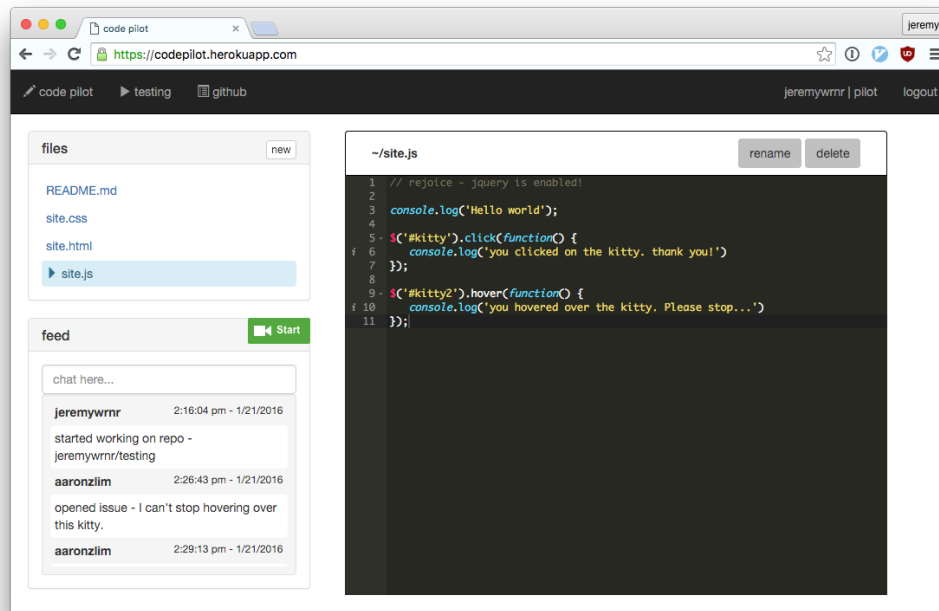 code pilot
jeremy
https://codepilot.herokuapp.com
code pilot testing github jeremywrnr | pilot logout
files new
README.md
site.css
site.html
site.js
feed Start
chat here...
jeremywrnr 2:16:04 pm - 1/21/2016
started working on repo -
jeremywrnr/testing
aaronzlim 2:26:43 pm - 1/21/2016
opened issue - I can't stop hovering over
this kitty.
aaronzlim 2:29:13 pm - 1/21/2016
~/site.js rename delete
1 // rejoice - jquery is enabled!
2
3 console.log('Hello world');
4
5 $('#kitty').click(function() {
i 6 console.log('you clicked on the kitty. thank you!')
7 });
8
9 $('#kitty2').hover(function() {
i 10 console.log('you hovered over the kitty. Please stop...')
11 });